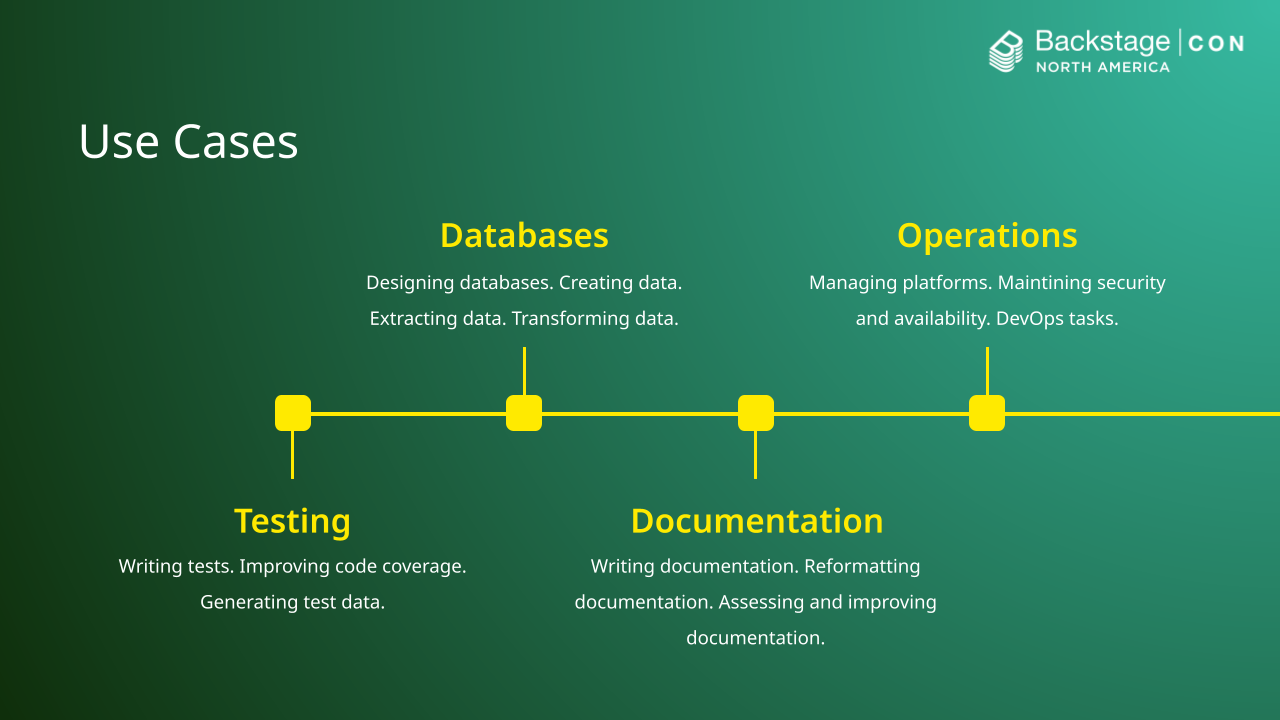 Backstage | CON
NORTH AMERICA
Use Cases
Databases
Designing databases. Creating data.
Extracting data. Transforming data.
Operations
Managing platforms. Maintining security
and availability. DevOps tasks.
Testing
Writing tests. Improving code coverage.
Generating test data.
Documentation
Writing documentation. Reformatting
documentation. Assessing and improving
documentation.